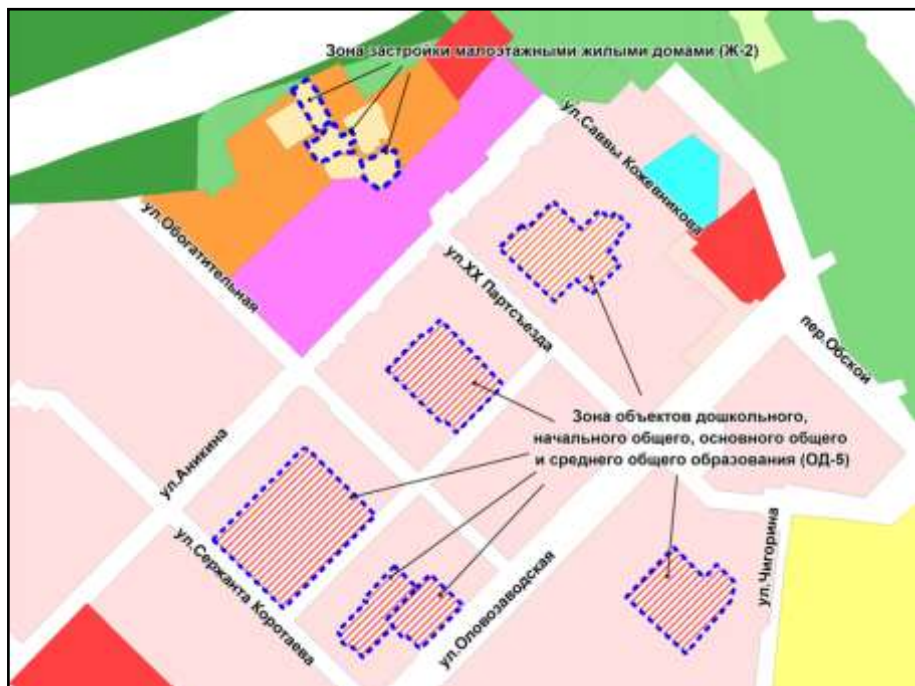 Зона застройки малоэтажными жилыми домами (Ж-2)
ул.Саввы Кожевникова
ул.Обогатительная
ул.XX Партсъезда
пер.Обской
Зона объектов дошкольного,
начального общего, основного общего
и среднего общего образования (ОД-5)
ул.Аникина
ул.Сержанта Коротаева
ул.Оловозаводская
ул.Чигорина